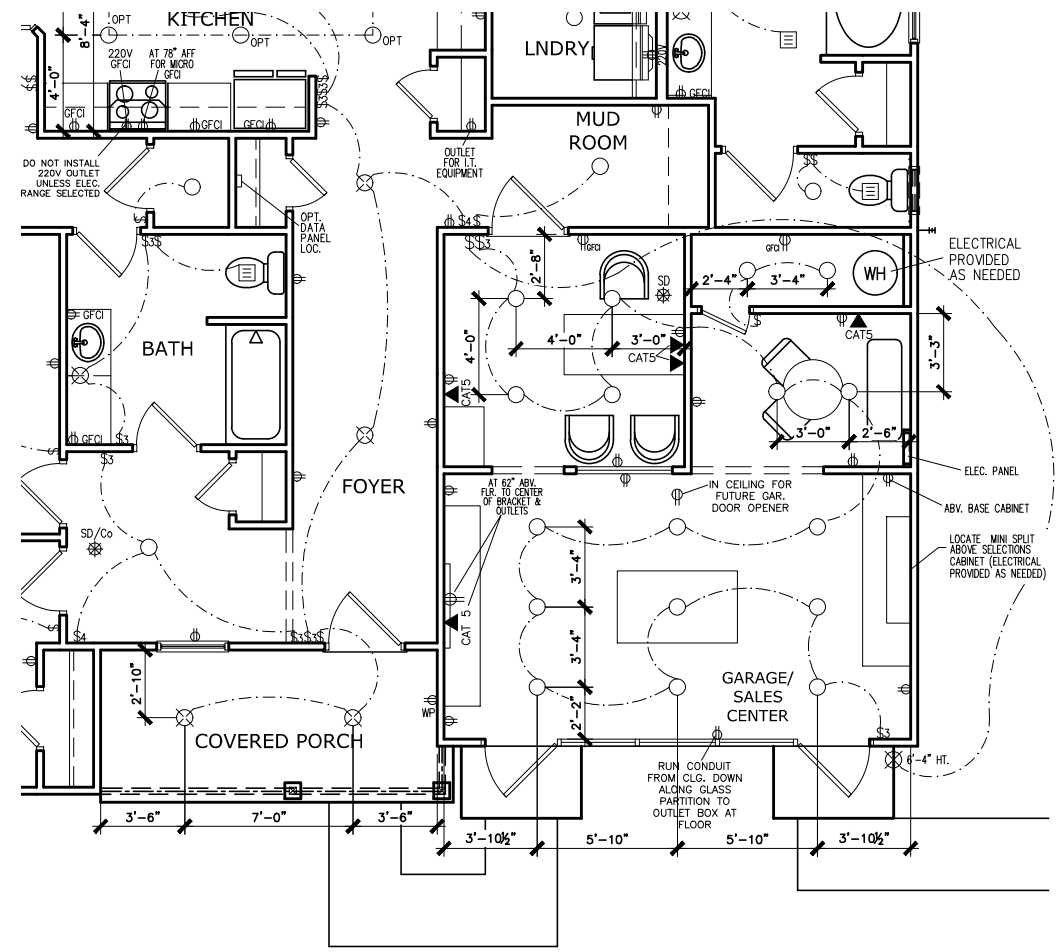 KITCHEN
OPT
OPT
OPT
8'-4"
4'-0"
220V
GFCI
AT 78" AFF
FOR MICRO
GFCI
GFCI
GFCI
GFCI
LNDRY
220V
GFCI
MUD
ROOM
DO NOT INSTALL
220V OUTLET
UNLESS ELEC.
RANGE SELECTED
OUTLET
FOR I.T.
EQUIPMENT
OPT.
DATA
PANEL
LOC.
GFCI
GFCI
ELECTRICAL
PROVIDED
AS NEEDED
WH
SD
2'-8"
2'-4"
3'-4"
4'-0"
4'-0"
3'-0"
CAT5
CAT5
CAT5
3'-3"
3'-0"
2'-6"
GFCI
BATH
GFCI
FOYER
SD/Co
AT 62" ABV.
FLR. TO CENTER
OF BRACKET &
OUTLETS
IN CEILING FOR
FUTURE GAR.
DOOR OPENER
ELEC. PANEL
ABV. BASE CABINET
LOCATE MINI SPLIT
ABOVE SELECTIONS
CABINET (ELECTRICAL
PROVIDED AS NEEDED)
3'-4"
3'-4"
2'-2"
CAT 5
GARAGE/
SALES
CENTER
2'-10"
WP
COVERED PORCH
6'-4" HT.
RUN CONDUIT
FROM CLG. DOWN
ALONG GLASS
PARTITION TO
OUTLET BOX AT
FLOOR
3'-6"
7'-0"
3'-6"
3'-10½"
5'-10"
5'-10"
3'-10½"